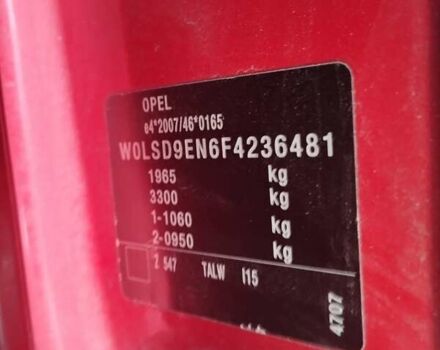 OPEL
e4*2007/46*0165
W0LSD9EN6F4236481
1965 kg
3300 kg
1-1060 kg
2-0950 kg
Z 547 TALW I15
4707